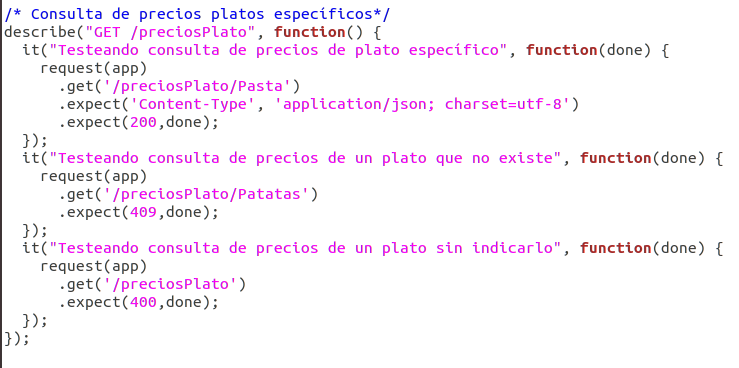 /* Consulta de precios platos específicos*/
describe("GET /preciosPlato", function() {
  it("Testeando consulta de precios de plato específico", function(done) {
    request(app)
      .get('/preciosPlato/Pasta')
      .expect('Content-Type', 'application/json; charset=utf-8')
      .expect(200,done);
  });
  it("Testeando consulta de precios de un plato que no existe", function(done) {
    request(app)
      .get('/preciosPlato/Patatas')
      .expect(409,done);
  });
  it("Testeando consulta de precios de un plato sin indicarlo", function(done) {
    request(app)
      .get('/preciosPlato')
      .expect(400,done);
  });
});